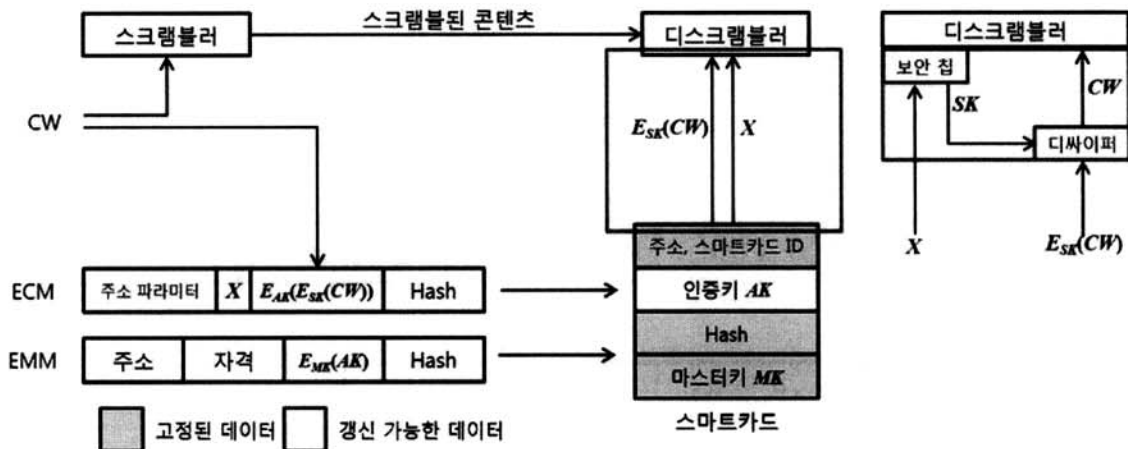 스크램블된 콘텐츠
스크램블러
디스크램블러
디스크램블러
보안 칩
CW
SK
CW
E_SK(CW)
X
디싸이퍼
X
E_SK(CW)
주소, 스마트카드 ID
ECM
주소 파라미터
X
E_AK(E_SK(CW))
Hash
인증키 AK
Hash
EMM
주소
자격
E_MK(AK)
Hash
마스터키 MK
스마트카드
고정된 데이터
갱신 가능한 데이터